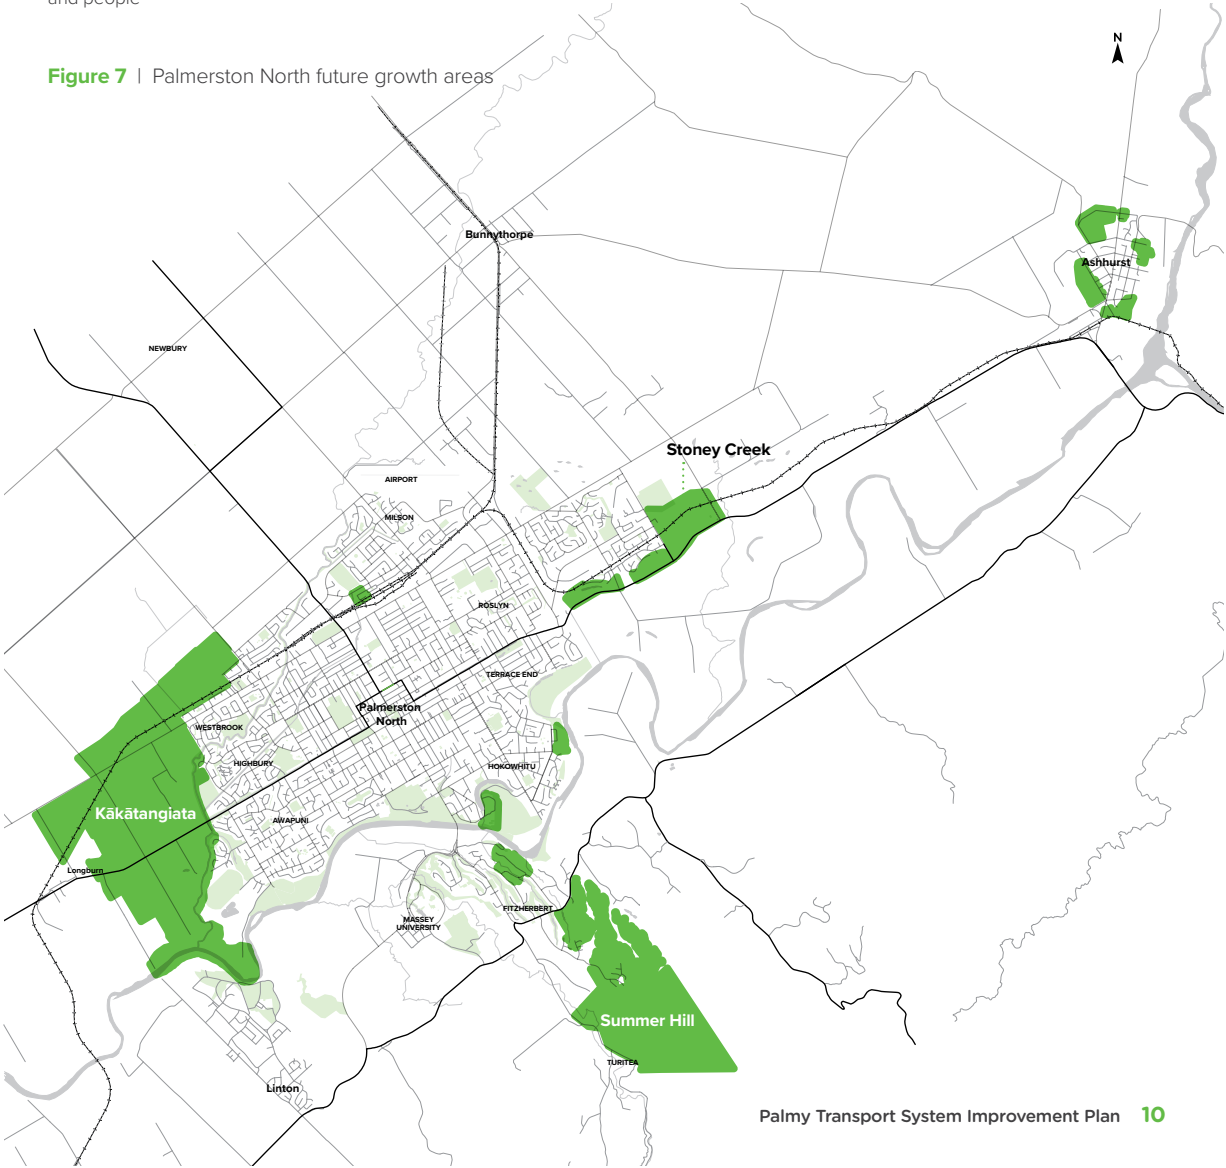 and people
Figure 7 | Palmerston North future growth areas
N
Bunnythorpe
Ashhurst
NEWBURY
Stoney Creek
AIRPORT
MILSON
ROSLYN
TERRACE END
Palmerston
North
WESTBROOK
HIGHBURY
HOKOWHITU
Kākātangiata
AWAPUNI
Longburn
FITZHERBERT
MASSEY
UNIVERSITY
Summer Hill
TURITEA
Linton
Palmy Transport System Improvement Plan 10